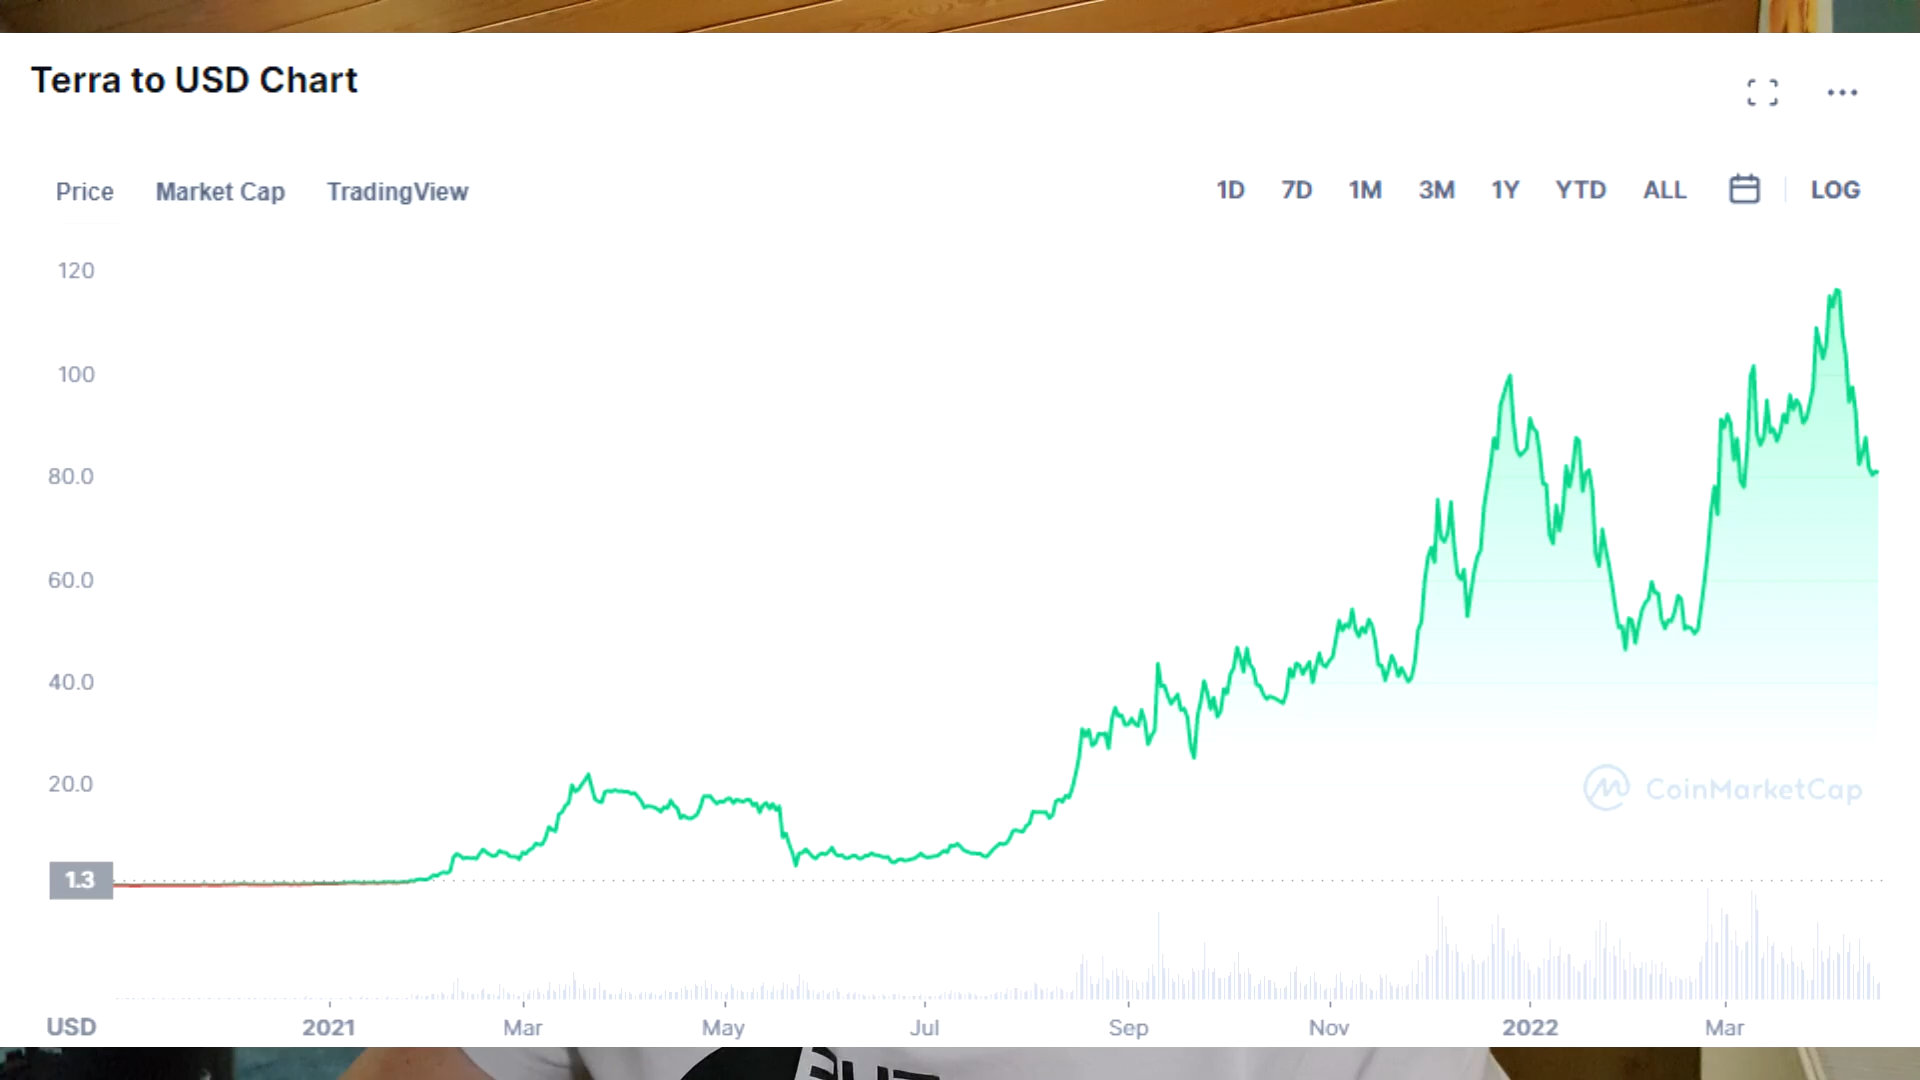 Terra to USD Chart
Price Market Cap TradingView 1D 7D 1M 3M 1Y YTD ALL LOG
120
100
80.0
60.0
40.0
20.0
CoinMarketCap
1.3
USD 2021 Mar May Jul Sep Nov 2022 Mar